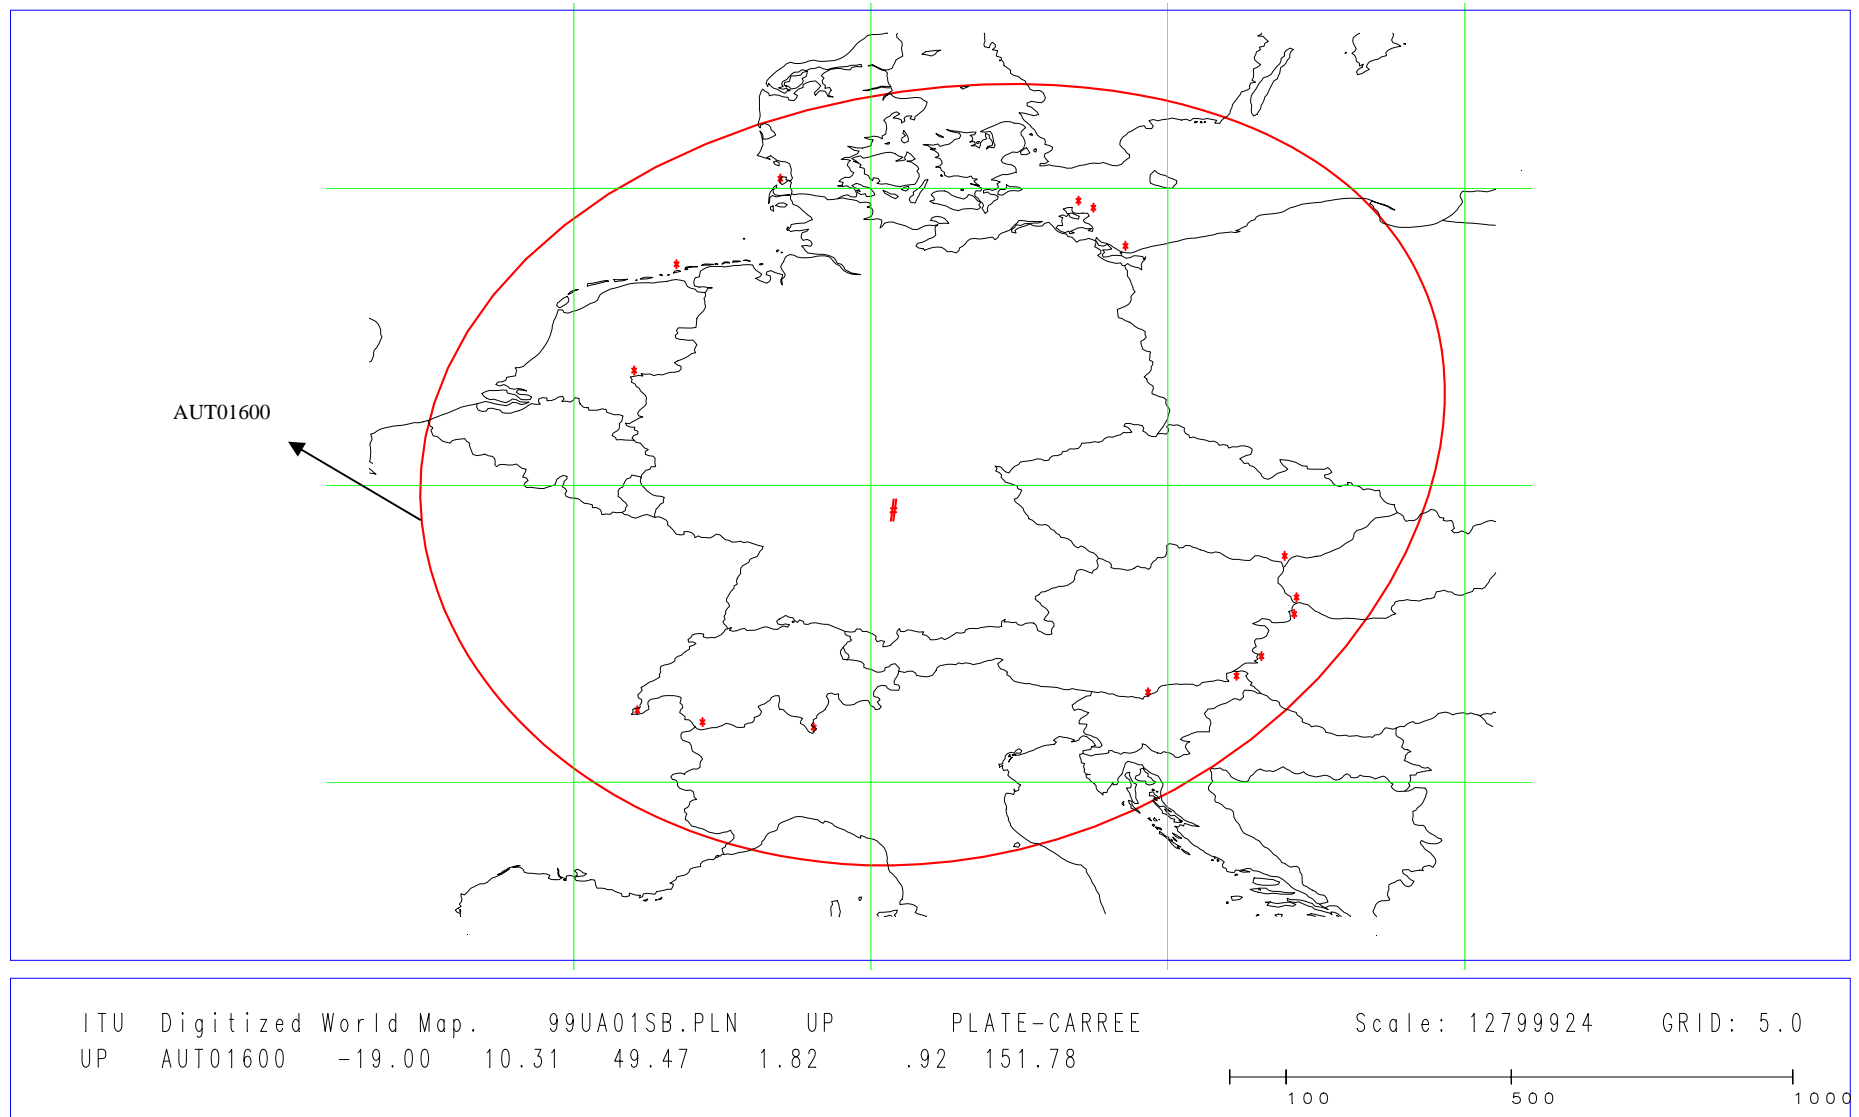 AUT01600
ITU Digitized World Map. 99UA01SB.PLN UP PLATE-CARREE Scale: 12799924 GRID: 5.0
UP AUT01600 -19.00 10.31 49.47 1.82 .92 151.78
100 500 1000